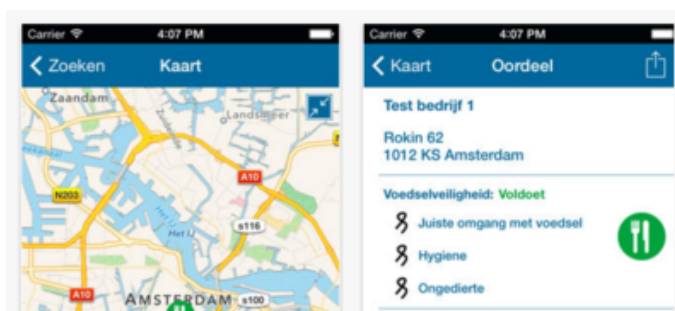 Carrier 4:07 PM
Zoeken Kaart
Zaandam
Landsmeer
A10
N203
s116
Het IJ
Het IJ
A10
AMSTERDAM
s100
Carrier 4:07 PM
Kaart Oordeel
Test bedrijf 1
Rokin 62
1012 KS Amsterdam
Voedselveiligheid: Voldoet
Juiste omgang met voedsel
Hygiene
Ongedierte